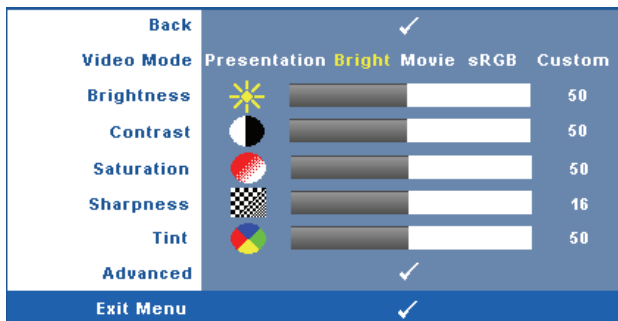 Back
Video Mode Presentation Bright Movie sRGB Custom
Brightness 50
Contrast 50
Saturation 50
Sharpness 16
Tint 50
Advanced
Exit Menu